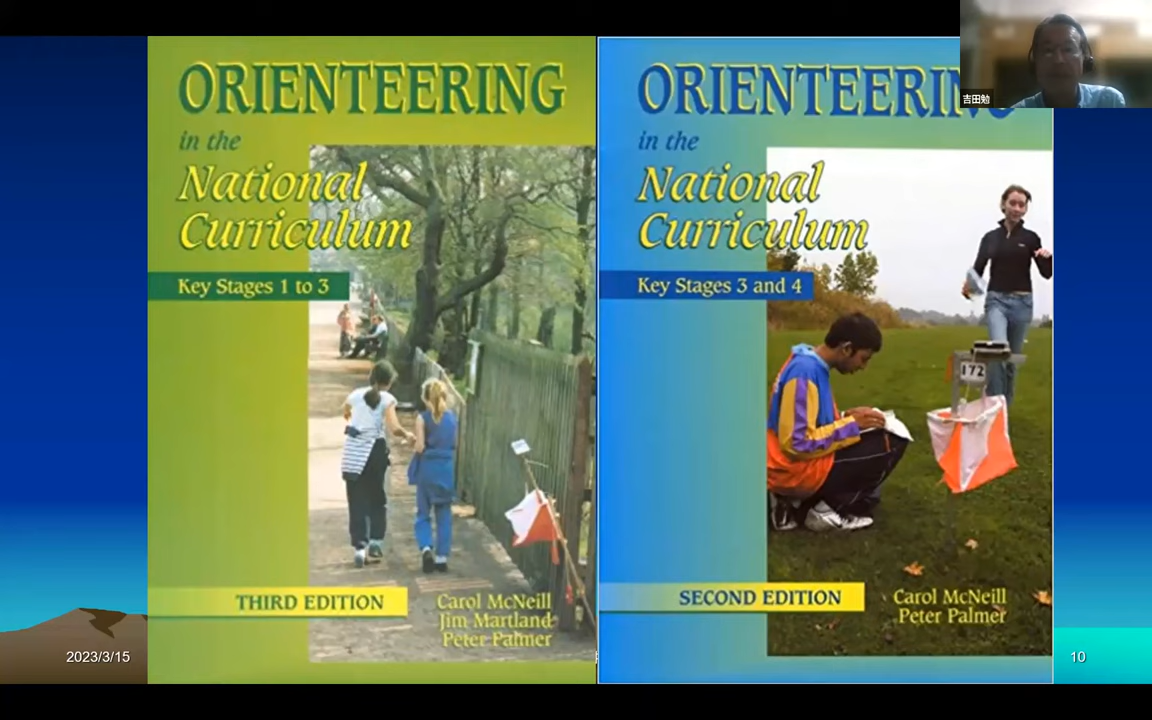 ORIENTEERING
in the
National
Curriculum
Key Stages 1 to 3
THIRD EDITION
Carol McNeill
Jim Martland
Peter Palmer
ORIENTEERING
in the
National
Curriculum
Key Stages 3 and 4
172
SECOND EDITION
Carol McNeill
Peter Palmer
吉田勉
2023/3/15
10